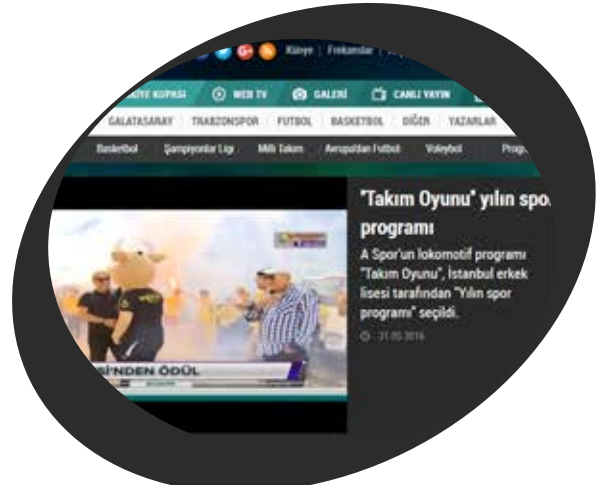 Künye | Frekanslar |
KUPASI WEB TV GALERİ CANLI YAYIN
GALATASARAY TRABZONSPOR FUTBOL BASKETBOL DİĞER YAZARLAR
Basketbol Şampiyonlar Ligi Milli Takım Avrupa'dan Futbol Voleybol Progr
"Takım Oyunu" yılın spo
programı
A Spor'un lokomotif programı
"Takım Oyunu", İstanbul erkek
lisesi tarafından "Yılın spor
programı" seçildi.
31.05.2016
Sİ'NDEN ÖDÜL